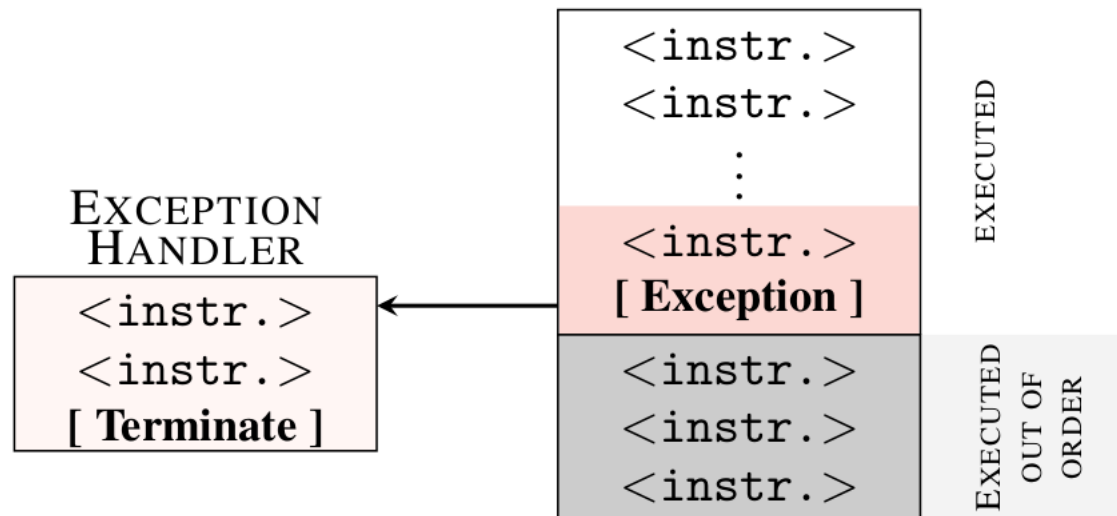 <instr.>
<instr.>
⋮
<instr.>
[ Exception ]
<instr.>
<instr.>
<instr.>
EXECUTED
EXECUTED
OUT OF
ORDER
EXCEPTION
HANDLER
<instr.>
<instr.>
[ Terminate ]